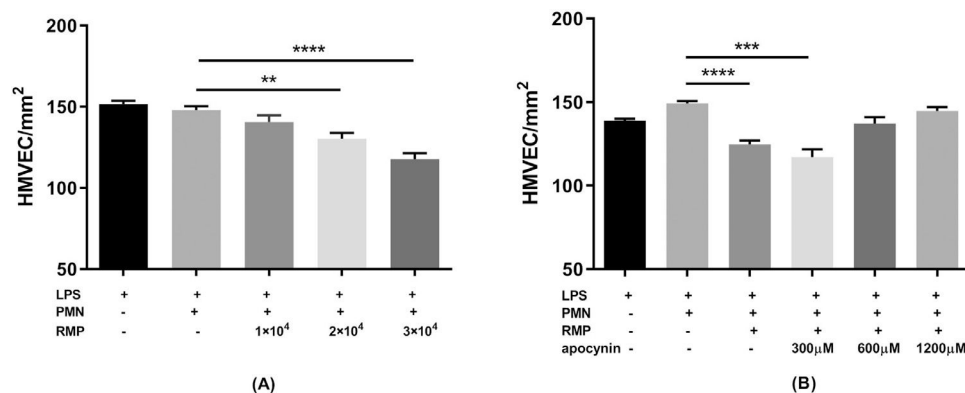 200
150
100
50
HMVEC/mm²
****
**
LPS + + + + +
PMN - + + + +
RMP - - 1×10⁴ 2×10⁴ 3×10⁴
(A)
200
150
100
50
HMVEC/mm²
***
****
LPS + + + + + +
PMN - + + + + +
RMP - - + + + +
apocynin - - - 300μM 600μM 1200μM
(B)